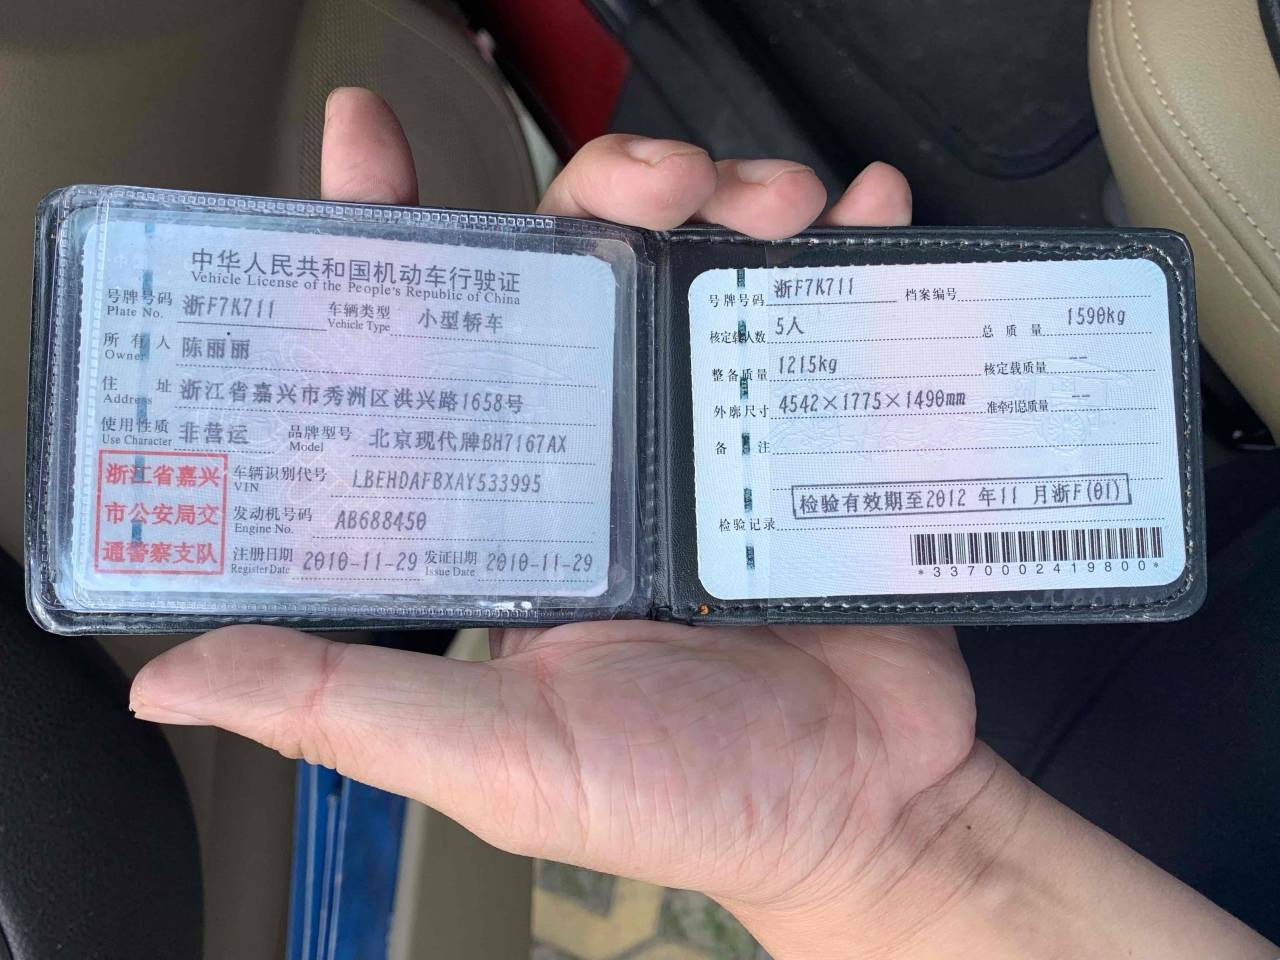 中华人民共和国机动车行驶证
Vehicle License of the People's Republic of China
号牌号码 浙F7K711 车辆类型 小型轿车
Plate No. Vehicle Type
所有人 陈丽丽
Owner
住址 浙江省嘉兴市秀洲区洪兴路1658号
Address
使用性质 非营运 品牌型号 北京现代牌BH7167AX
Use Character Model
浙江省嘉兴
市公安局交
通警察支队
车辆识别代号 LBEHDAFBXAY533995
VIN
发动机号码 AB688450
Engine No.
注册日期 2010-11-29 发证日期 2010-11-29
Register Date Issue Date
号牌号码 浙F7K711 档案编号
核定载人数 5人 总质量 1590kg
整备质量 1215kg 核定载质量 --
外廓尺寸 4542×1775×1490mm 准牵引总质量 --
备注
检验有效期至2012 年11 月浙F(01)
检验记录
*3370002419800*